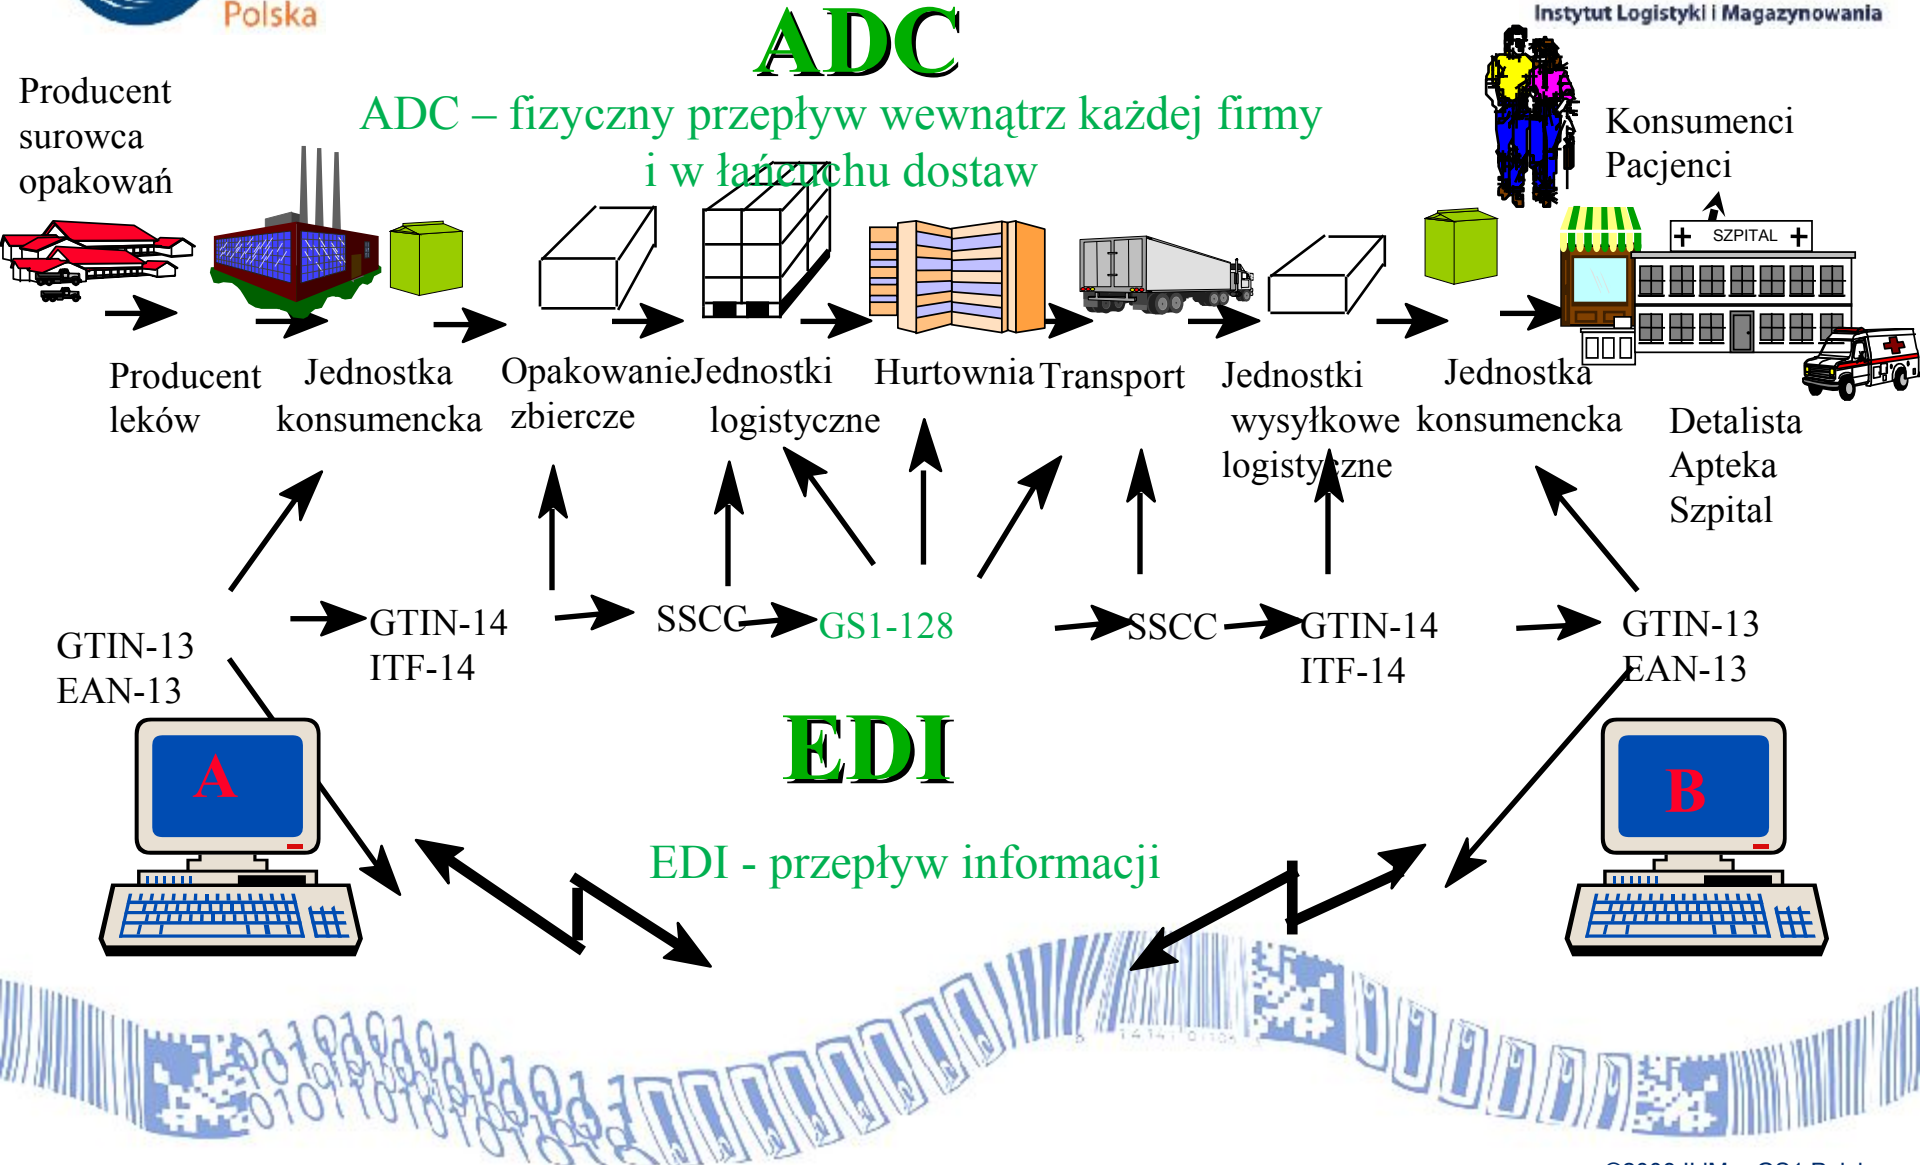 Polska
Instytut Logistyki i Magazynowania
ADC
ADC – fizyczny przepływ wewnątrz każdej firmy
i w łańcuchu dostaw
Producent
surowca
opakowań
Konsumenci
Pacjenci
SZPITAL
Producent
leków
Jednostka
konsumencka
Opakowanie
zbiercze
Jednostki
logistyczne
Hurtownia
Transport
Jednostki
wysyłkowe
logistyczne
Jednostka
konsumencka
Detalista
Apteka
Szpital
GTIN-13
EAN-13
GTIN-14
ITF-14
SSCC
GS1-128
SSCC
GTIN-14
ITF-14
GTIN-13
EAN-13
A
EDI
B
EDI - przepływ informacji